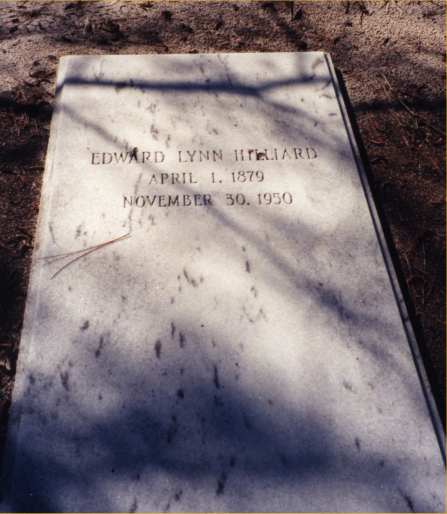 EDWARD LYNN HILLIARD
APRIL 1, 1879
NOVEMBER 30, 1950